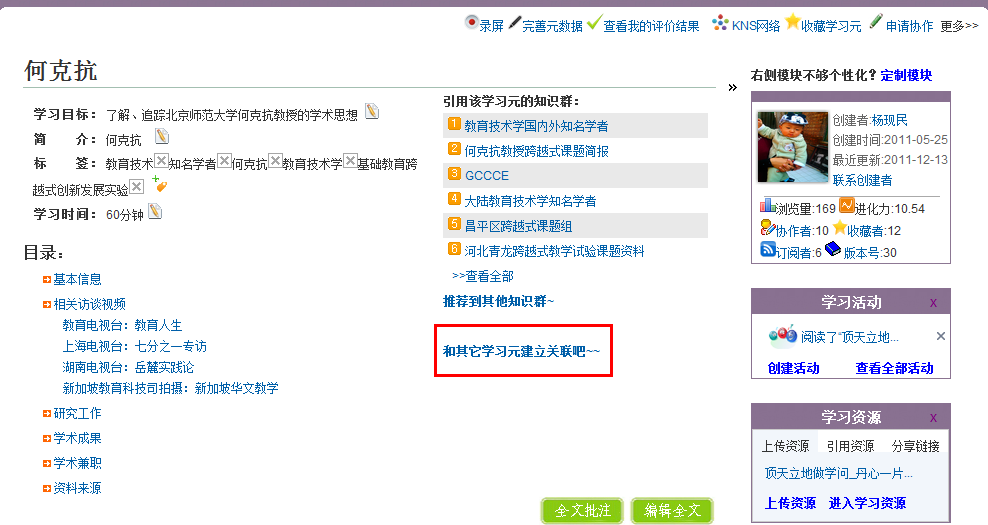 录屏 完善元数据 查看我的评价结果 KNS网络 收藏学习元 申请协作 更多>>
何克抗
»
学习目标：了解、追踪北京师范大学何克抗教授的学术思想
简 介：何克抗
标 签：教育技术 知名学者 何克抗 教育技术学 基础教育跨
越式创新发展实验
学习时间：60分钟
目录：
基本信息
相关访谈视频
教育电视台：教育人生
上海电视台：七分之一专访
湖南电视台：岳麓实践论
新加坡教育科技司拍摄：新加坡华文教学
研究工作
学术成果
学术兼职
资料来源
引用该学习元的知识群：
1 教育技术学国内外知名学者
2 何克抗教授跨越式课题简报
3 GCCCE
4 大陆教育技术学知名学者
5 昌平区跨越式课题组
6 河北青龙跨越式教学试验课题资料
>>查看全部
推荐到其他知识群~
和其它学习元建立关联吧~~
全文批注 编辑全文
右侧模块不够个性化？定制模块
创建者:杨现民
创建时间:2011-05-25
最近更新:2011-12-13
联系创建者
浏览量:169 进化力:10.54
协作者:10 收藏者:12
订阅者:6 版本号:30
学习活动 x
阅读了“顶天立地...
创建活动 查看全部活动
学习资源 x
上传资源 引用资源 分享链接
顶天立地做学问_丹心一片...
上传资源 进入学习资源